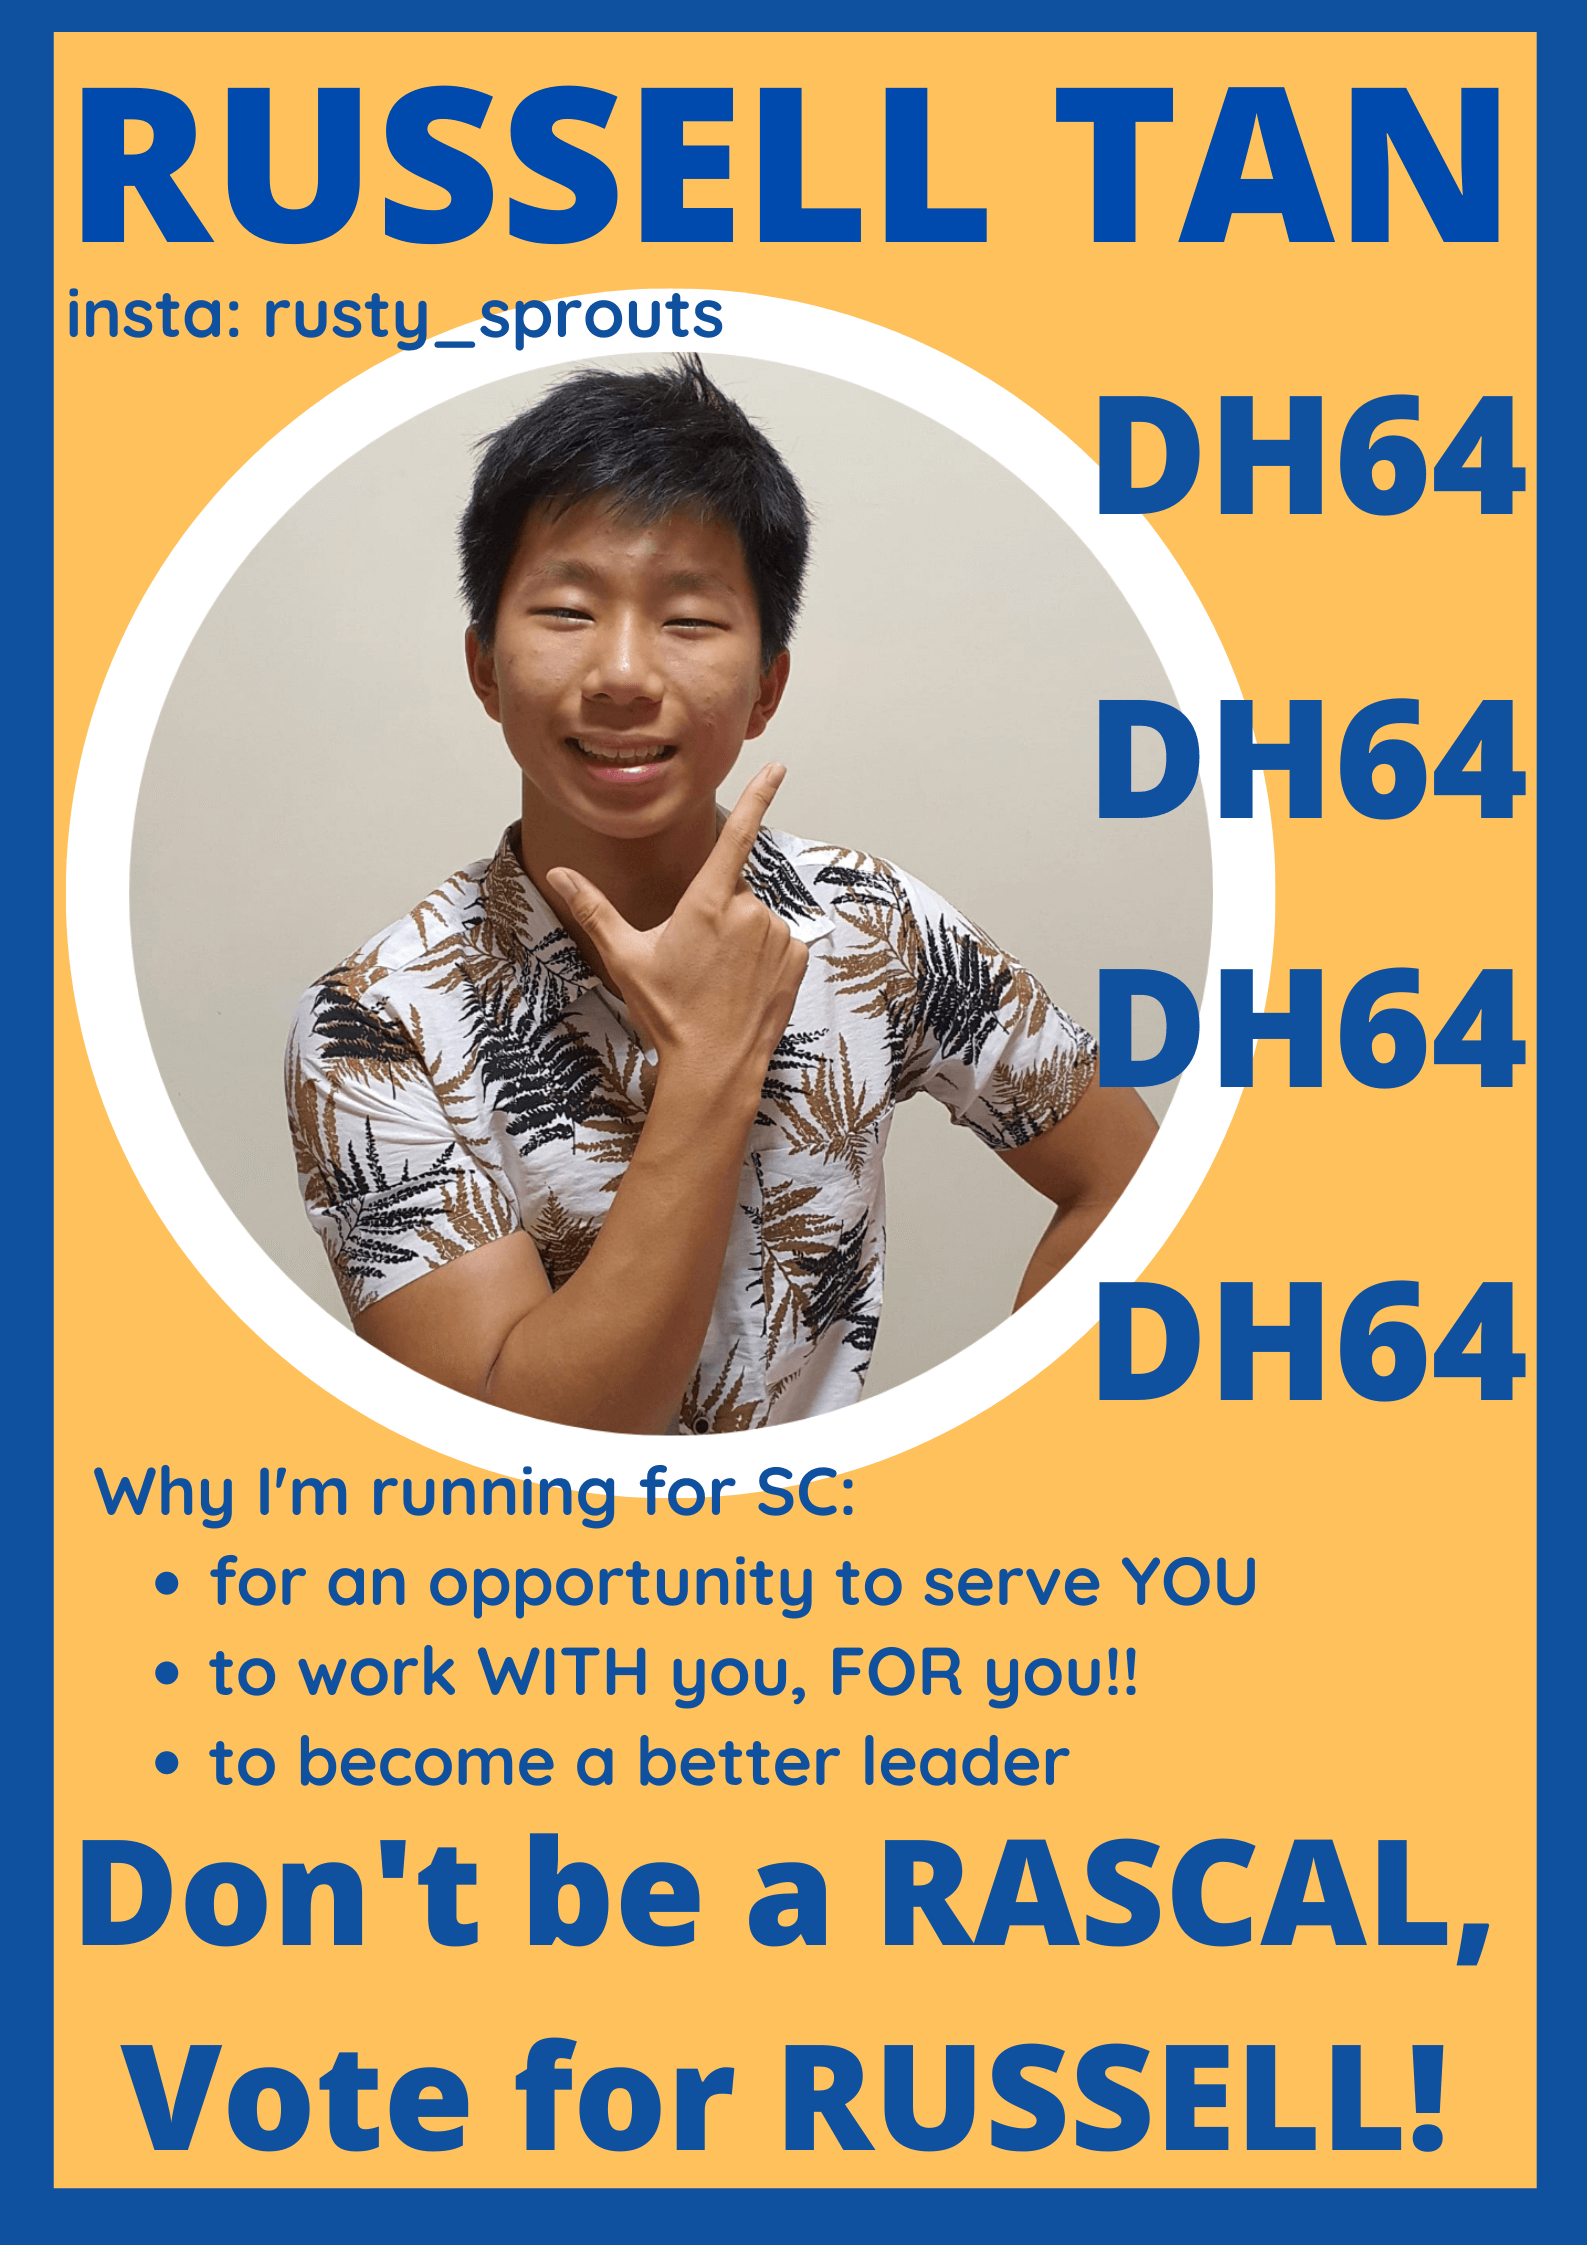 RUSSELL TAN
insta: rusty_sprouts
DH64
DH64
DH64
DH64
Why I'm running for SC:
• for an opportunity to serve YOU
• to work WITH you, FOR you!!
• to become a better leader
Don't be a RASCAL,
Vote for RUSSELL!